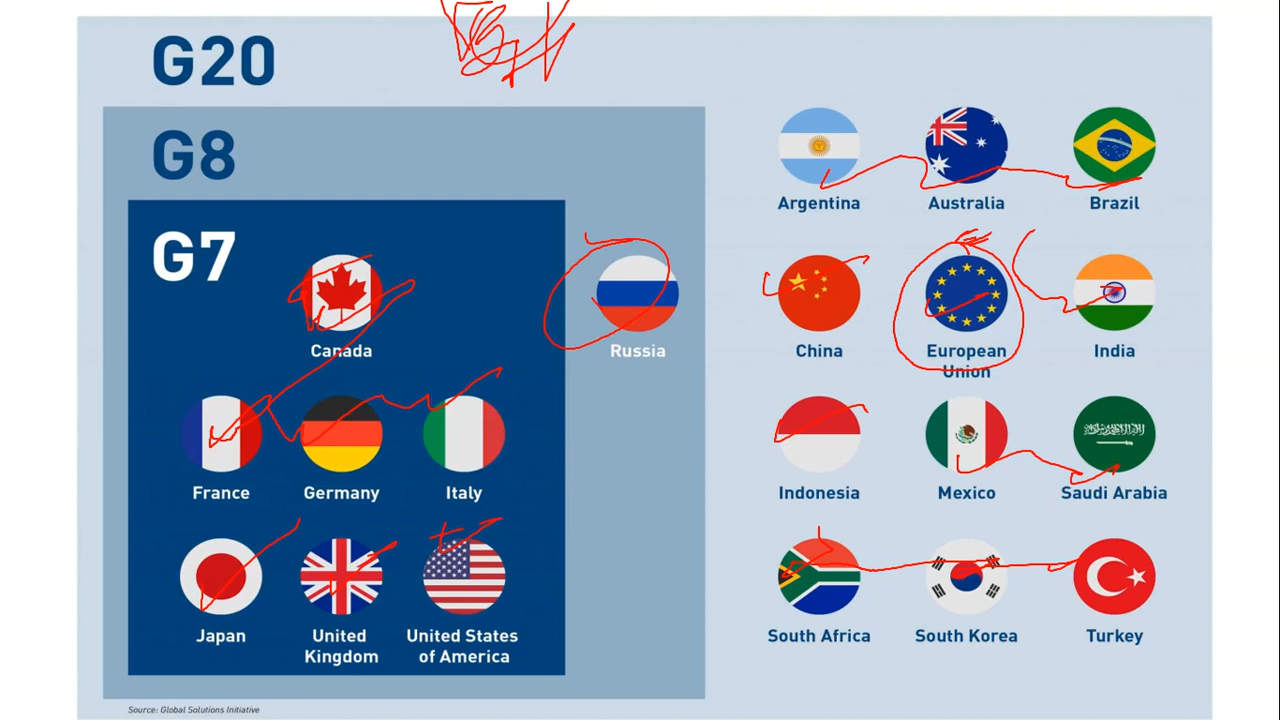 G20
G8
G7
Canada
France
Germany
Italy
Japan
United
Kingdom
United States
of America
Russia
Argentina
Australia
Brazil
China
European
Union
India
Indonesia
Mexico
Saudi Arabia
South Africa
South Korea
Turkey
Source: Global Solutions Initiative